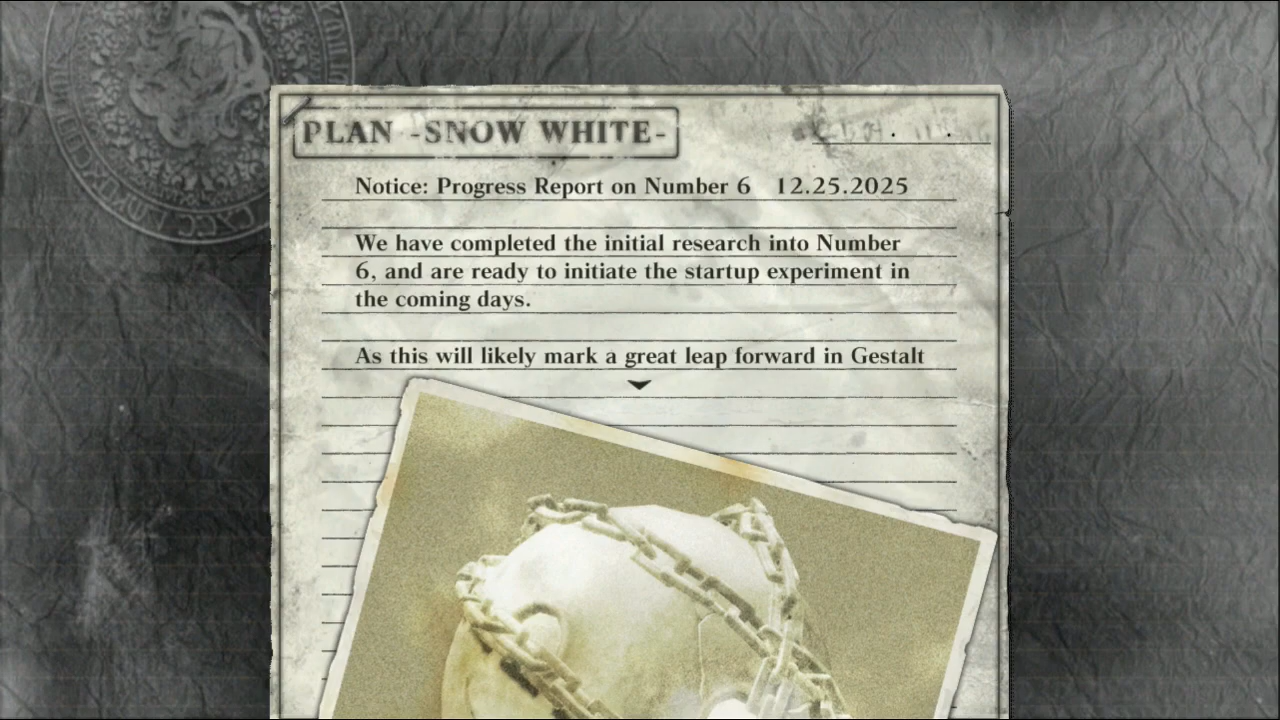 PLAN -SNOW WHITE-
Notice: Progress Report on Number 6 12.25.2025
We have completed the initial research into Number
6, and are ready to initiate the startup experiment in
the coming days.
As this will likely mark a great leap forward in Gestalt